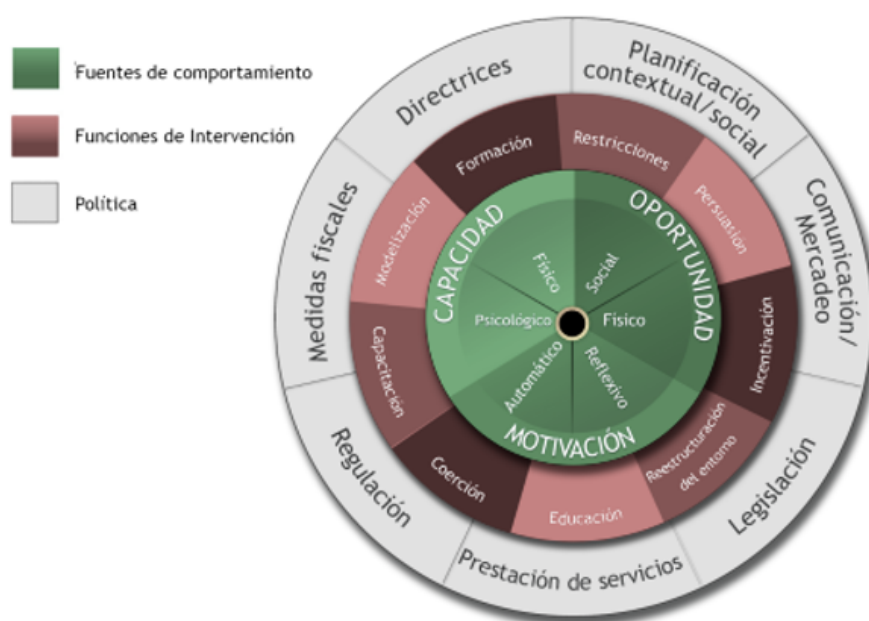 Fuentes de comportamiento
Funciones de Intervención
Política
Directrices
Planificación
contextual/social
Comunicación/
Mercadeo
Legislación
Prestación de servicios
Regulación
Medidas fiscales
Formación
Restricciones
Persuasión
Incentivación
Reestructuración
del entorno
Educación
Coerción
Capacitación
Modelización
CAPACIDAD
OPORTUNIDAD
MOTIVACIÓN
Físico
Social
Psicológico
Físico
Automático
Reflexivo